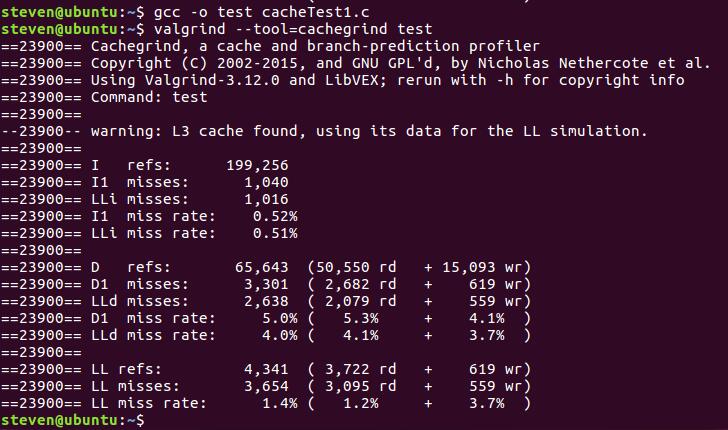 steven@ubuntu:~$ gcc -o test cacheTest1.c
steven@ubuntu:~$ valgrind --tool=cachegrind test
==23900== Cachegrind, a cache and branch-prediction profiler
==23900== Copyright (C) 2002-2015, and GNU GPL'd, by Nicholas Nethercote et al.
==23900== Using Valgrind-3.12.0 and LibVEX; rerun with -h for copyright info
==23900== Command: test
==23900==
--23900-- warning: L3 cache found, using its data for the LL simulation.
==23900==
==23900== I   refs:      199,256
==23900== I1  misses:      1,040
==23900== LLi misses:      1,016
==23900== I1  miss rate:    0.52%
==23900== LLi miss rate:    0.51%
==23900==
==23900== D   refs:       65,643  (50,550 rd   + 15,093 wr)
==23900== D1  misses:      3,301  ( 2,682 rd   +    619 wr)
==23900== LLd misses:      2,638  ( 2,079 rd   +    559 wr)
==23900== D1  miss rate:     5.0% (   5.3%     +    4.1%  )
==23900== LLd miss rate:     4.0% (   4.1%     +    3.7%  )
==23900==
==23900== LL refs:         4,341  ( 3,722 rd   +    619 wr)
==23900== LL misses:       3,654  ( 3,095 rd   +    559 wr)
==23900== LL miss rate:      1.4% (   1.2%     +    3.7%  )
steven@ubuntu:~$